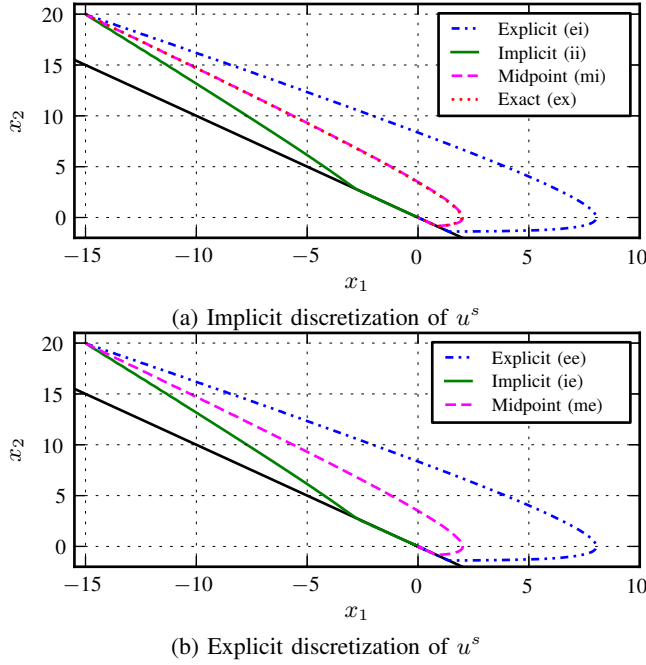 20
15
10
5
0
x₂
Explicit (ei)
Implicit (ii)
Midpoint (mi)
Exact (ex)
−15 −10 −5 0 5 10
x₁
(a) Implicit discretization of uˢ
20
15
10
5
0
x₂
Explicit (ee)
Implicit (ie)
Midpoint (me)
−15 −10 −5 0 5 10
x₁
(b) Explicit discretization of uˢ